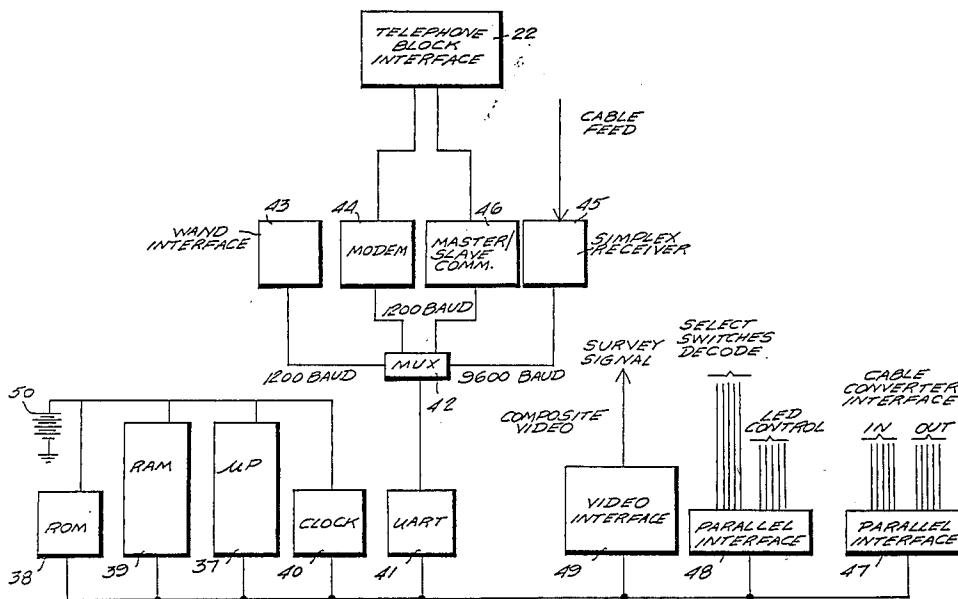 TELEPHONE
BLOCK
INTERFACE
22
CABLE
FEED
43
44
46
45
WAND
INTERFACE
MODEM
MASTER/
SLAVE
COMM.
SIMPLEX
RECEIVER
1200 BAUD
1200 BAUD
MUX
9600 BAUD
42
SURVEY
SIGNAL
SELECT
SWITCHES
DECODE
COMPOSITE
VIDEO
LED
CONTROL
CABLE
CONVERTER
INTERFACE
IN
OUT
50
ROM
RAM
µP
CLOCK
UART
VIDEO
INTERFACE
PARALLEL
INTERFACE
PARALLEL
INTERFACE
38
39
37
40
41
49
48
47